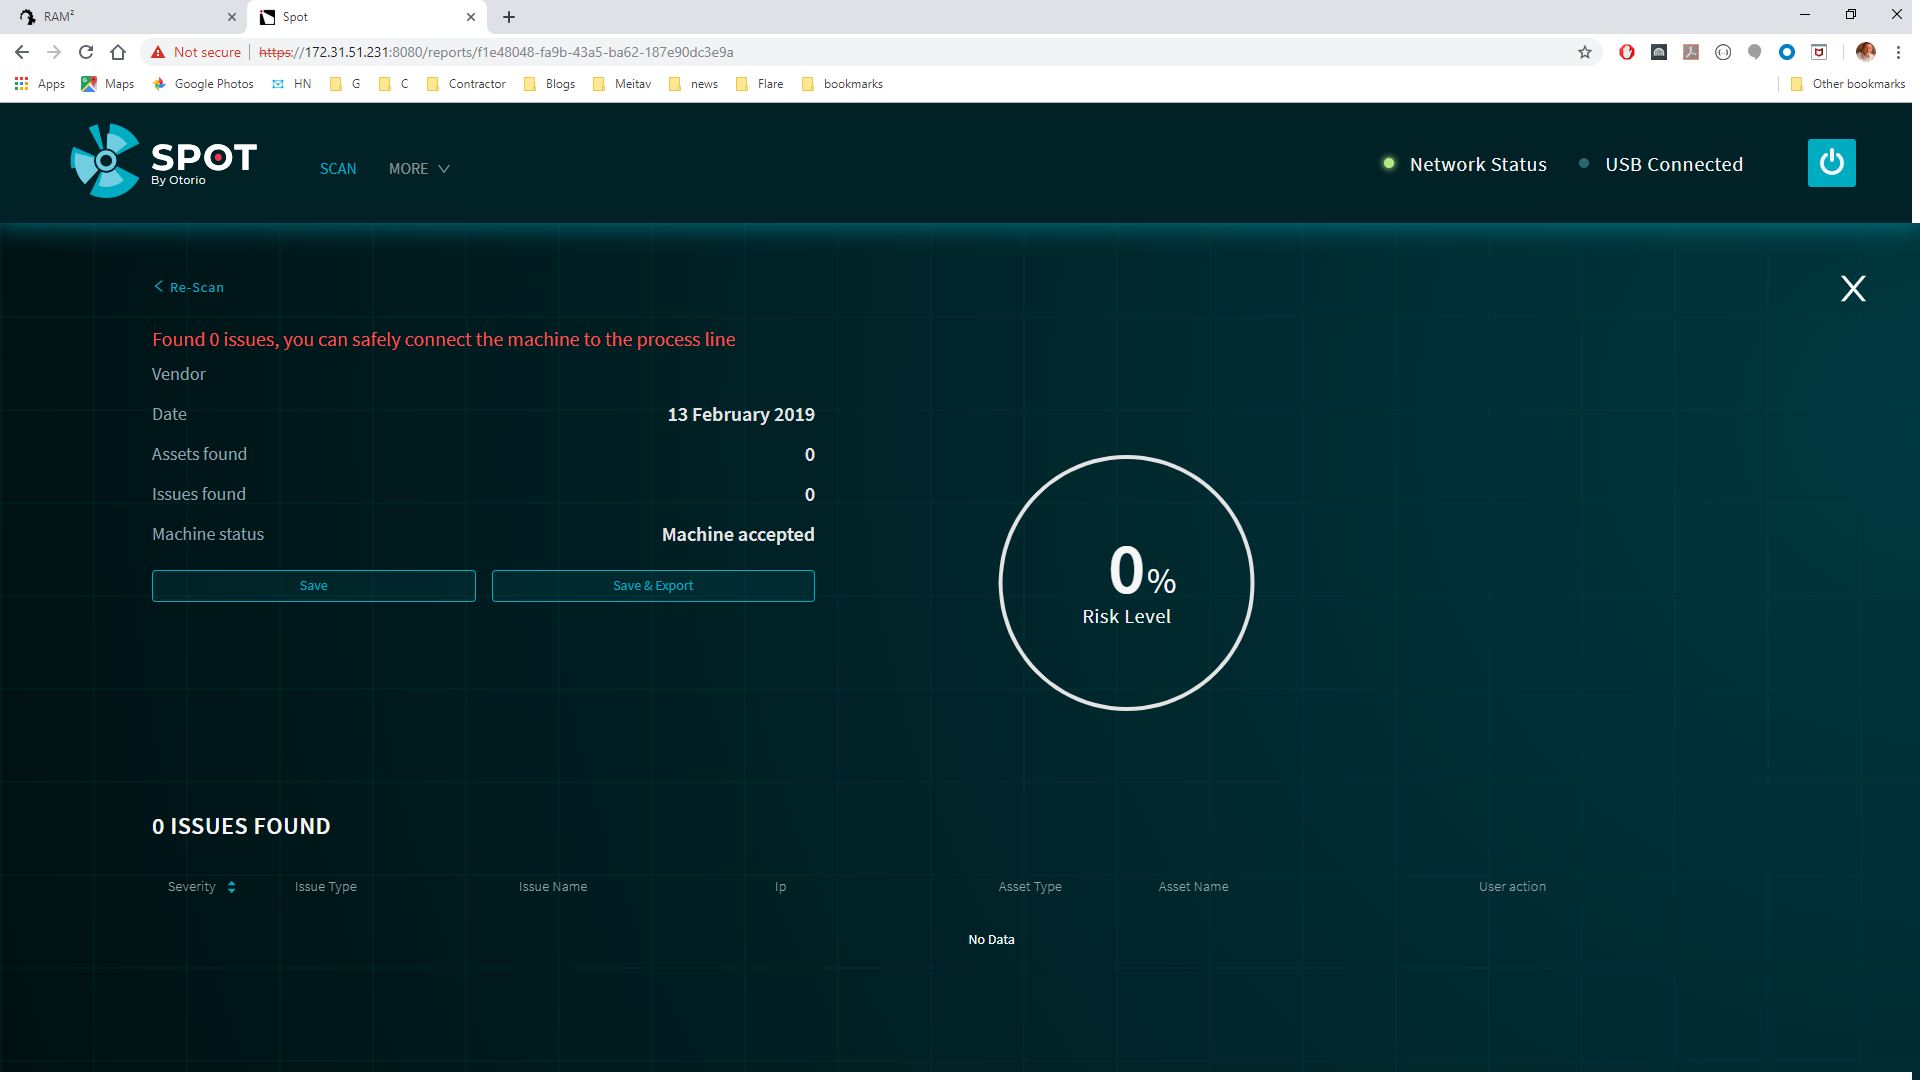 RAM²
Spot
Not secure https://172.31.51.231:8080/reports/f1e48048-fa9b-43a5-ba62-187e90dc3e9a
Apps Maps Google Photos HN G C Contractor Blogs Meitav news Flare bookmarks Other bookmarks
SPOT
By Otorio
SCAN MORE Network Status USB Connected
Re-Scan
Found 0 issues, you can safely connect the machine to the process line
Vendor
Date 13 February 2019
Assets found 0
Issues found 0
Machine status Machine accepted
Save Save & Export
0%
Risk Level
0 ISSUES FOUND
Severity Issue Type Issue Name Ip Asset Type Asset Name User action
No Data